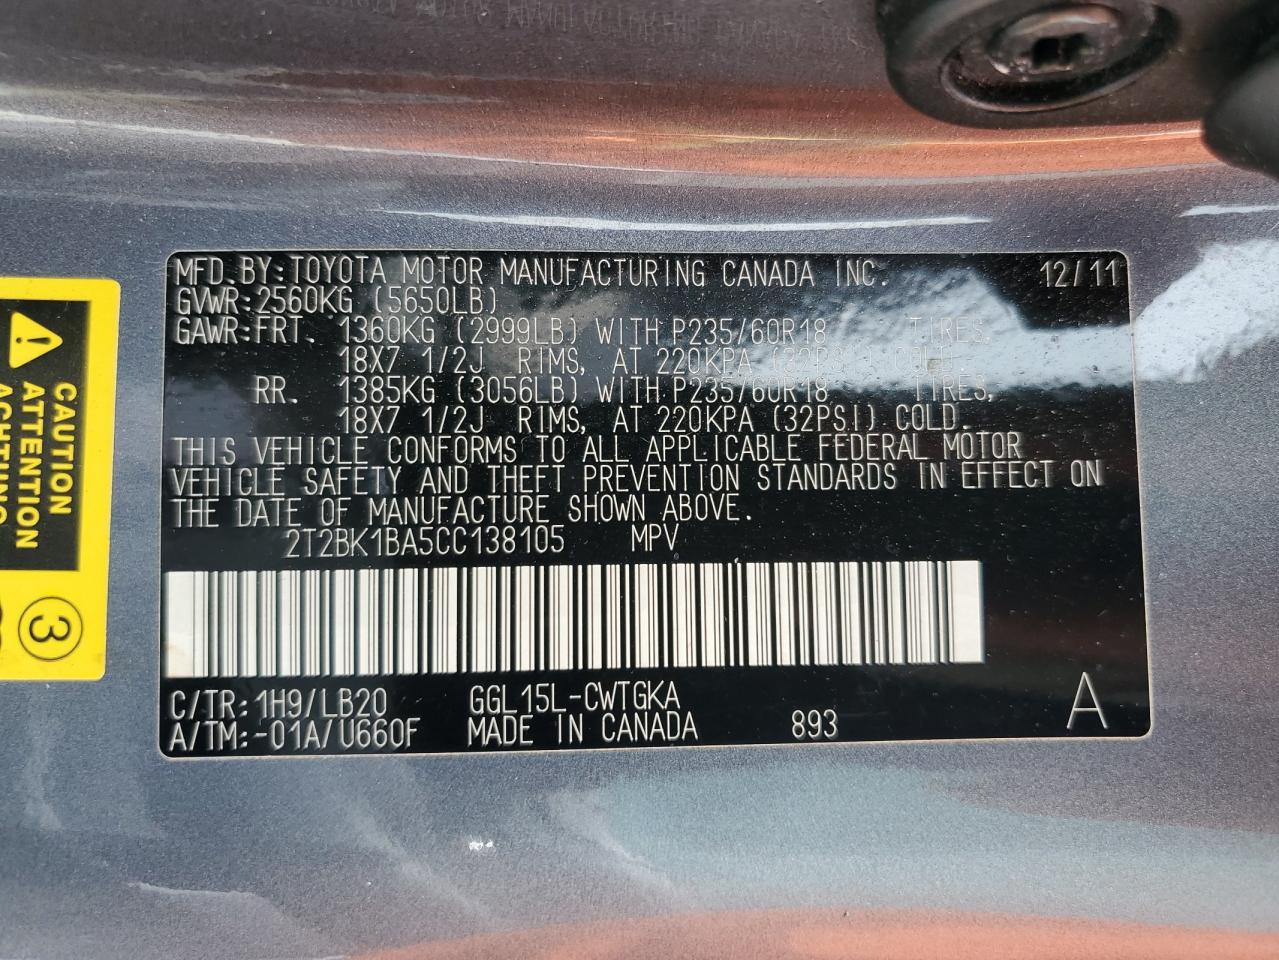 MFD.BY:TOYOTA MOTOR MANUFACTURING CANADA INC. 12/11
GVWR:2560KG (5650LB)
GAWR:FRT. 1360KG (2999LB) WITH P235/60R18 TIRES,
18X7 1/2J RIMS, AT 220KPA (32PSI) COLD.
RR. 1385KG (3056LB) WITH P235/60R18 TIRES,
18X7 1/2J RIMS, AT 220KPA (32PSI) COLD.
THIS VEHICLE CONFORMS TO ALL APPLICABLE FEDERAL MOTOR
VEHICLE SAFETY AND THEFT PREVENTION STANDARDS IN EFFECT ON
THE DATE OF MANUFACTURE SHOWN ABOVE.
2T2BK1BA5CC138105 MPV
C/TR:1H9/LB20 GGL15L-CWTGKA
A/TM:-01A/U660F MADE IN CANADA 893 A
CAUTION
ATTENTION
ACHTUNG
3